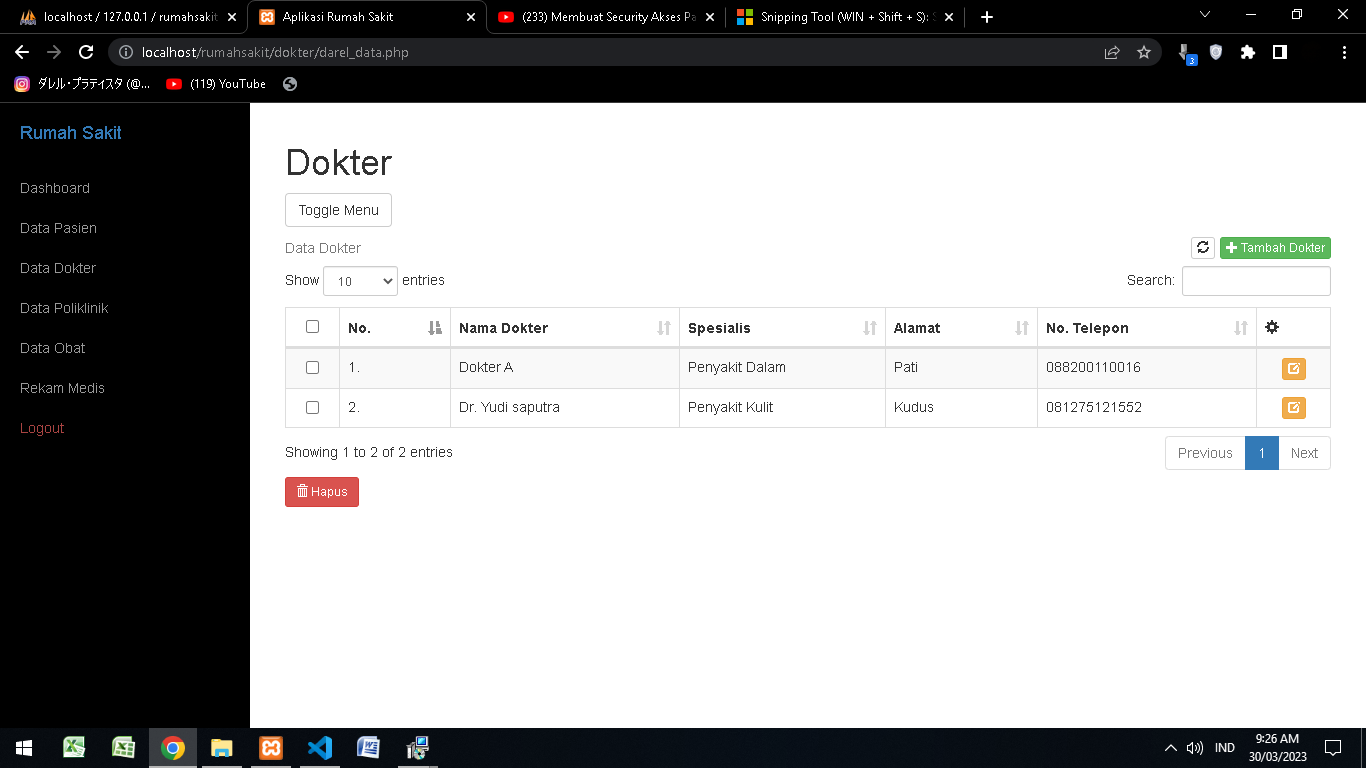 localhost / 127.0.0.1 / rumahsakit
Aplikasi Rumah Sakit
(233) Membuat Security Akses Pa
Snipping Tool (WIN + Shift + S):
localhost/rumahsakit/dokter/darel_data.php
3
ダレル・プラティスタ (@...
(119) YouTube
Rumah Sakit
Dashboard
Data Pasien
Data Dokter
Data Poliklinik
Data Obat
Rekam Medis
Logout
Dokter
Toggle Menu
Data Dokter
Tambah Dokter
Show 10 entries
Search:
No. Nama Dokter Spesialis Alamat No. Telepon
1. Dokter A Penyakit Dalam Pati 088200110016
2. Dr. Yudi saputra Penyakit Kulit Kudus 081275121552
Showing 1 to 2 of 2 entries
Previous 1 Next
Hapus
IND
9:26 AM
30/03/2023